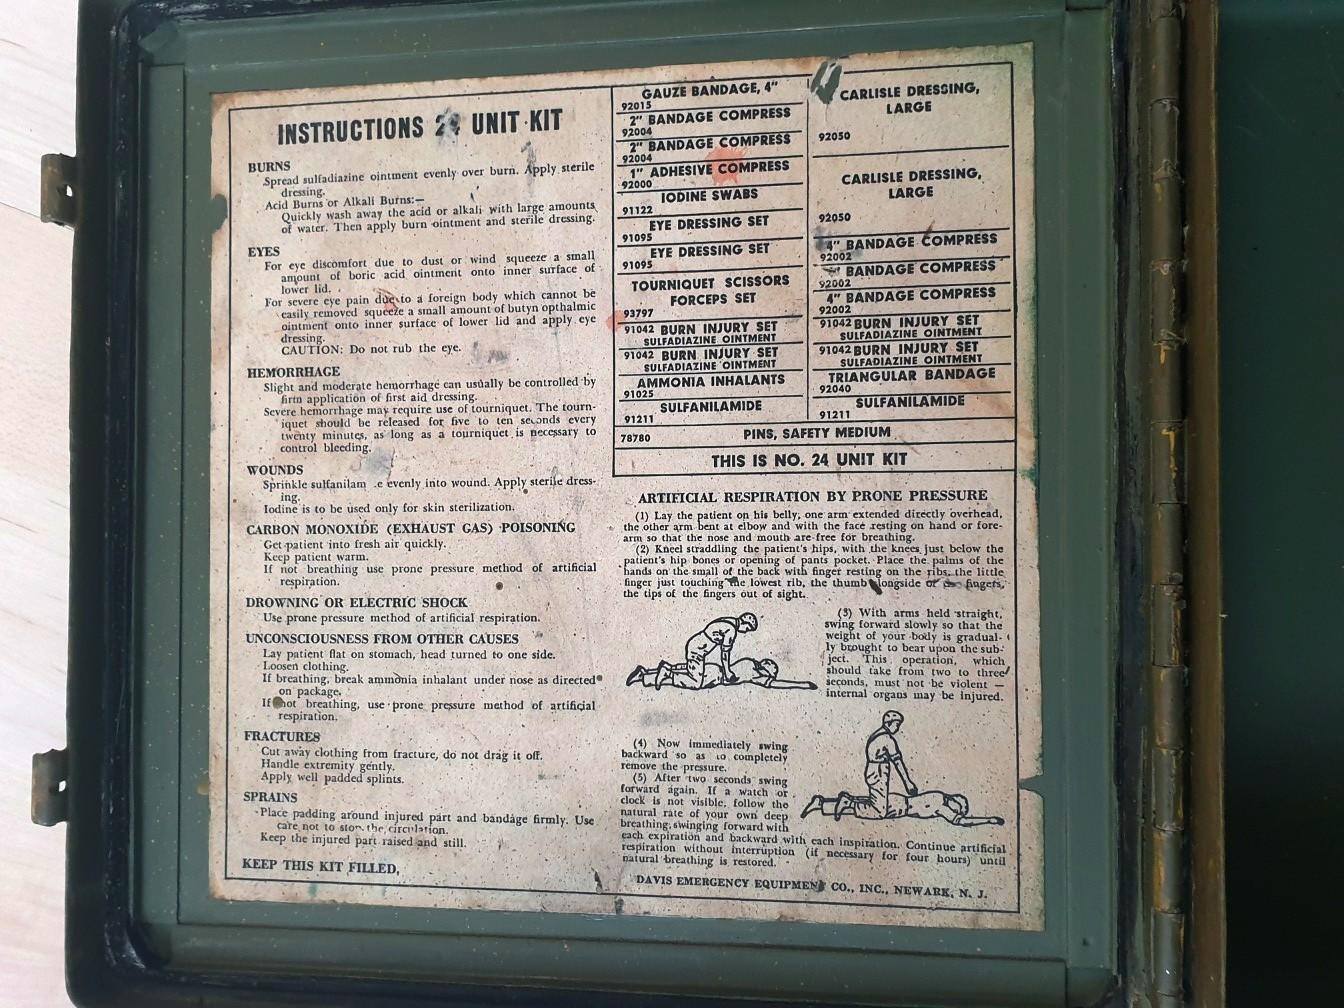 INSTRUCTIONS 24 UNIT KIT
BURNS
Spread sulfadiazine ointment evenly over burn. Apply sterile
dressing.
Acid Burns or Alkali Burns:—
Quickly wash away the acid or alkali with large amounts
of water. Then apply burn ointment and sterile dressing.
EYES
For eye discomfort due to dust or wind squeeze a small
amount of boric acid ointment onto inner surface of
lower lid.
For severe eye pain due to a foreign body which cannot be
easily removed squeeze a small amount of butyn opthalmic
ointment onto inner surface of lower lid and apply eye
dressing.
CAUTION: Do not rub the eye.
HEMORRHAGE
Slight and moderate hemorrhage can usually be controlled by
firm application of first aid dressing.
Severe hemorrhage may require use of tourniquet. The tourn-
iquet should be released for five to ten seconds every
twenty minutes, as long as a tourniquet is necessary to
control bleeding.
WOUNDS
Sprinkle sulfanilam e evenly into wound. Apply sterile dress-
ing.
Iodine is to be used only for skin sterilization.
CARBON MONOXIDE (EXHAUST GAS) POISONING
Get patient into fresh air quickly.
Keep patient warm.
If not breathing use prone pressure method of artificial
respiration.
DROWNING OR ELECTRIC SHOCK
Use prone pressure method of artificial respiration.
UNCONSCIOUSNESS FROM OTHER CAUSES
Lay patient flat on stomach, head turned to one side.
Loosen clothing.
If breathing, break ammonia inhalant under nose as directed
on package.
If not breathing, use prone pressure method of artificial
respiration.
FRACTURES
Cut away clothing from fracture, do not drag it off.
Handle extremity gently.
Apply well padded splints.
SPRAINS
Place padding around injured part and bandage firmly. Use
care not to stop the circulation.
Keep the injured part raised and still.
KEEP THIS KIT FILLED,
GAUZE BANDAGE, 4"
92015
2" BANDAGE COMPRESS
92004
2" BANDAGE COMPRESS
92004
1" ADHESIVE COMPRESS
92000
IODINE SWABS
91122
EYE DRESSING SET
91095
EYE DRESSING SET
91095
TOURNIQUET SCISSORS
FORCEPS SET
93797
91042 BURN INJURY SET
SULFADIAZINE OINTMENT
91042 BURN INJURY SET
SULFADIAZINE OINTMENT
AMMONIA INHALANTS
91025
SULFANILAMIDE
91211
CARLISLE DRESSING,
LARGE
92050
CARLISLE DRESSING,
LARGE
92050
4" BANDAGE COMPRESS
92002
" BANDAGE COMPRESS
92002
4" BANDAGE COMPRESS
92002
91042 BURN INJURY SET
SULFADIAZINE OINTMENT
91042 BURN INJURY SET
SULFADIAZINE OINTMENT
TRIANGULAR BANDAGE
92040
SULFANILAMIDE
91211
78780 PINS, SAFETY MEDIUM
THIS IS NO. 24 UNIT KIT
ARTIFICIAL RESPIRATION BY PRONE PRESSURE
(1) Lay the patient on his belly, one arm extended directly overhead,
the other arm bent at elbow and with the face resting on hand or fore-
arm so that the nose and mouth are free for breathing.
(2) Kneel straddling the patient's hips, with the knees just below the
patient's hip bones or opening of pants pocket. Place the palms of the
hands on the small of the back with finger resting on the ribs, the little
finger just touching the lowest rib, the thumb alongside of fingers,
the tips of the fingers out of sight.
(3) With arms held straight,
swing forward slowly so that the
weight of your body is gradual-
ly brought to bear upon the sub-
ject. This operation, which
should take from two to three
seconds, must not be violent —
internal organs may be injured.
(4) Now immediately swing
backward so as to completely
remove the pressure.
(5) After two seconds swing
forward again. If a watch or
clock is not visible, follow the
natural rate of your own deep
breathing, swinging forward with
each expiration and backward with each inspiration. Continue artificial
respiration without interruption (if necessary for four hours) until
natural breathing is restored.
DAVIS EMERGENCY EQUIPMENT CO., INC., NEWARK, N. J.